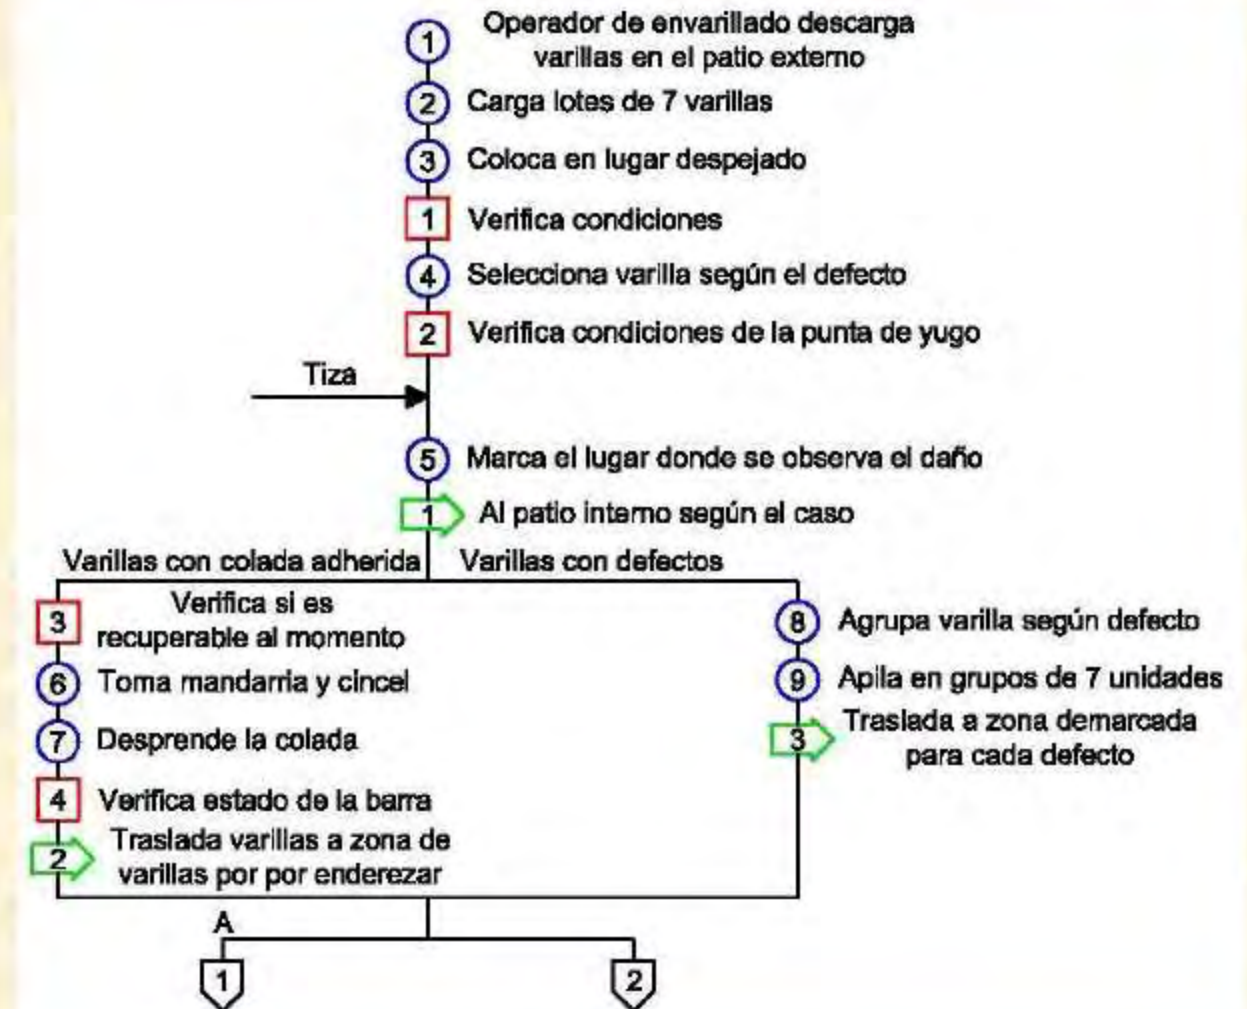 1 Operador de envarillado descarga
varillas en el patio externo
2 Carga lotes de 7 varillas
3 Coloca en lugar despejado
1 Verifica condiciones
4 Selecciona varilla según el defecto
2 Verifica condiciones de la punta de yugo
Tiza
5 Marca el lugar donde se observa el daño
1 Al patio interno según el caso
Varillas con colada adherida
Varillas con defectos
3 Verifica si es
recuperable al momento
6 Toma mandarria y cincel
7 Desprende la colada
4 Verifica estado de la barra
2 Traslada varillas a zona de
varillas por por enderezar
8 Agrupa varilla según defecto
9 Apila en grupos de 7 unidades
3 Traslada a zona demarcada
para cada defecto
A
1
2